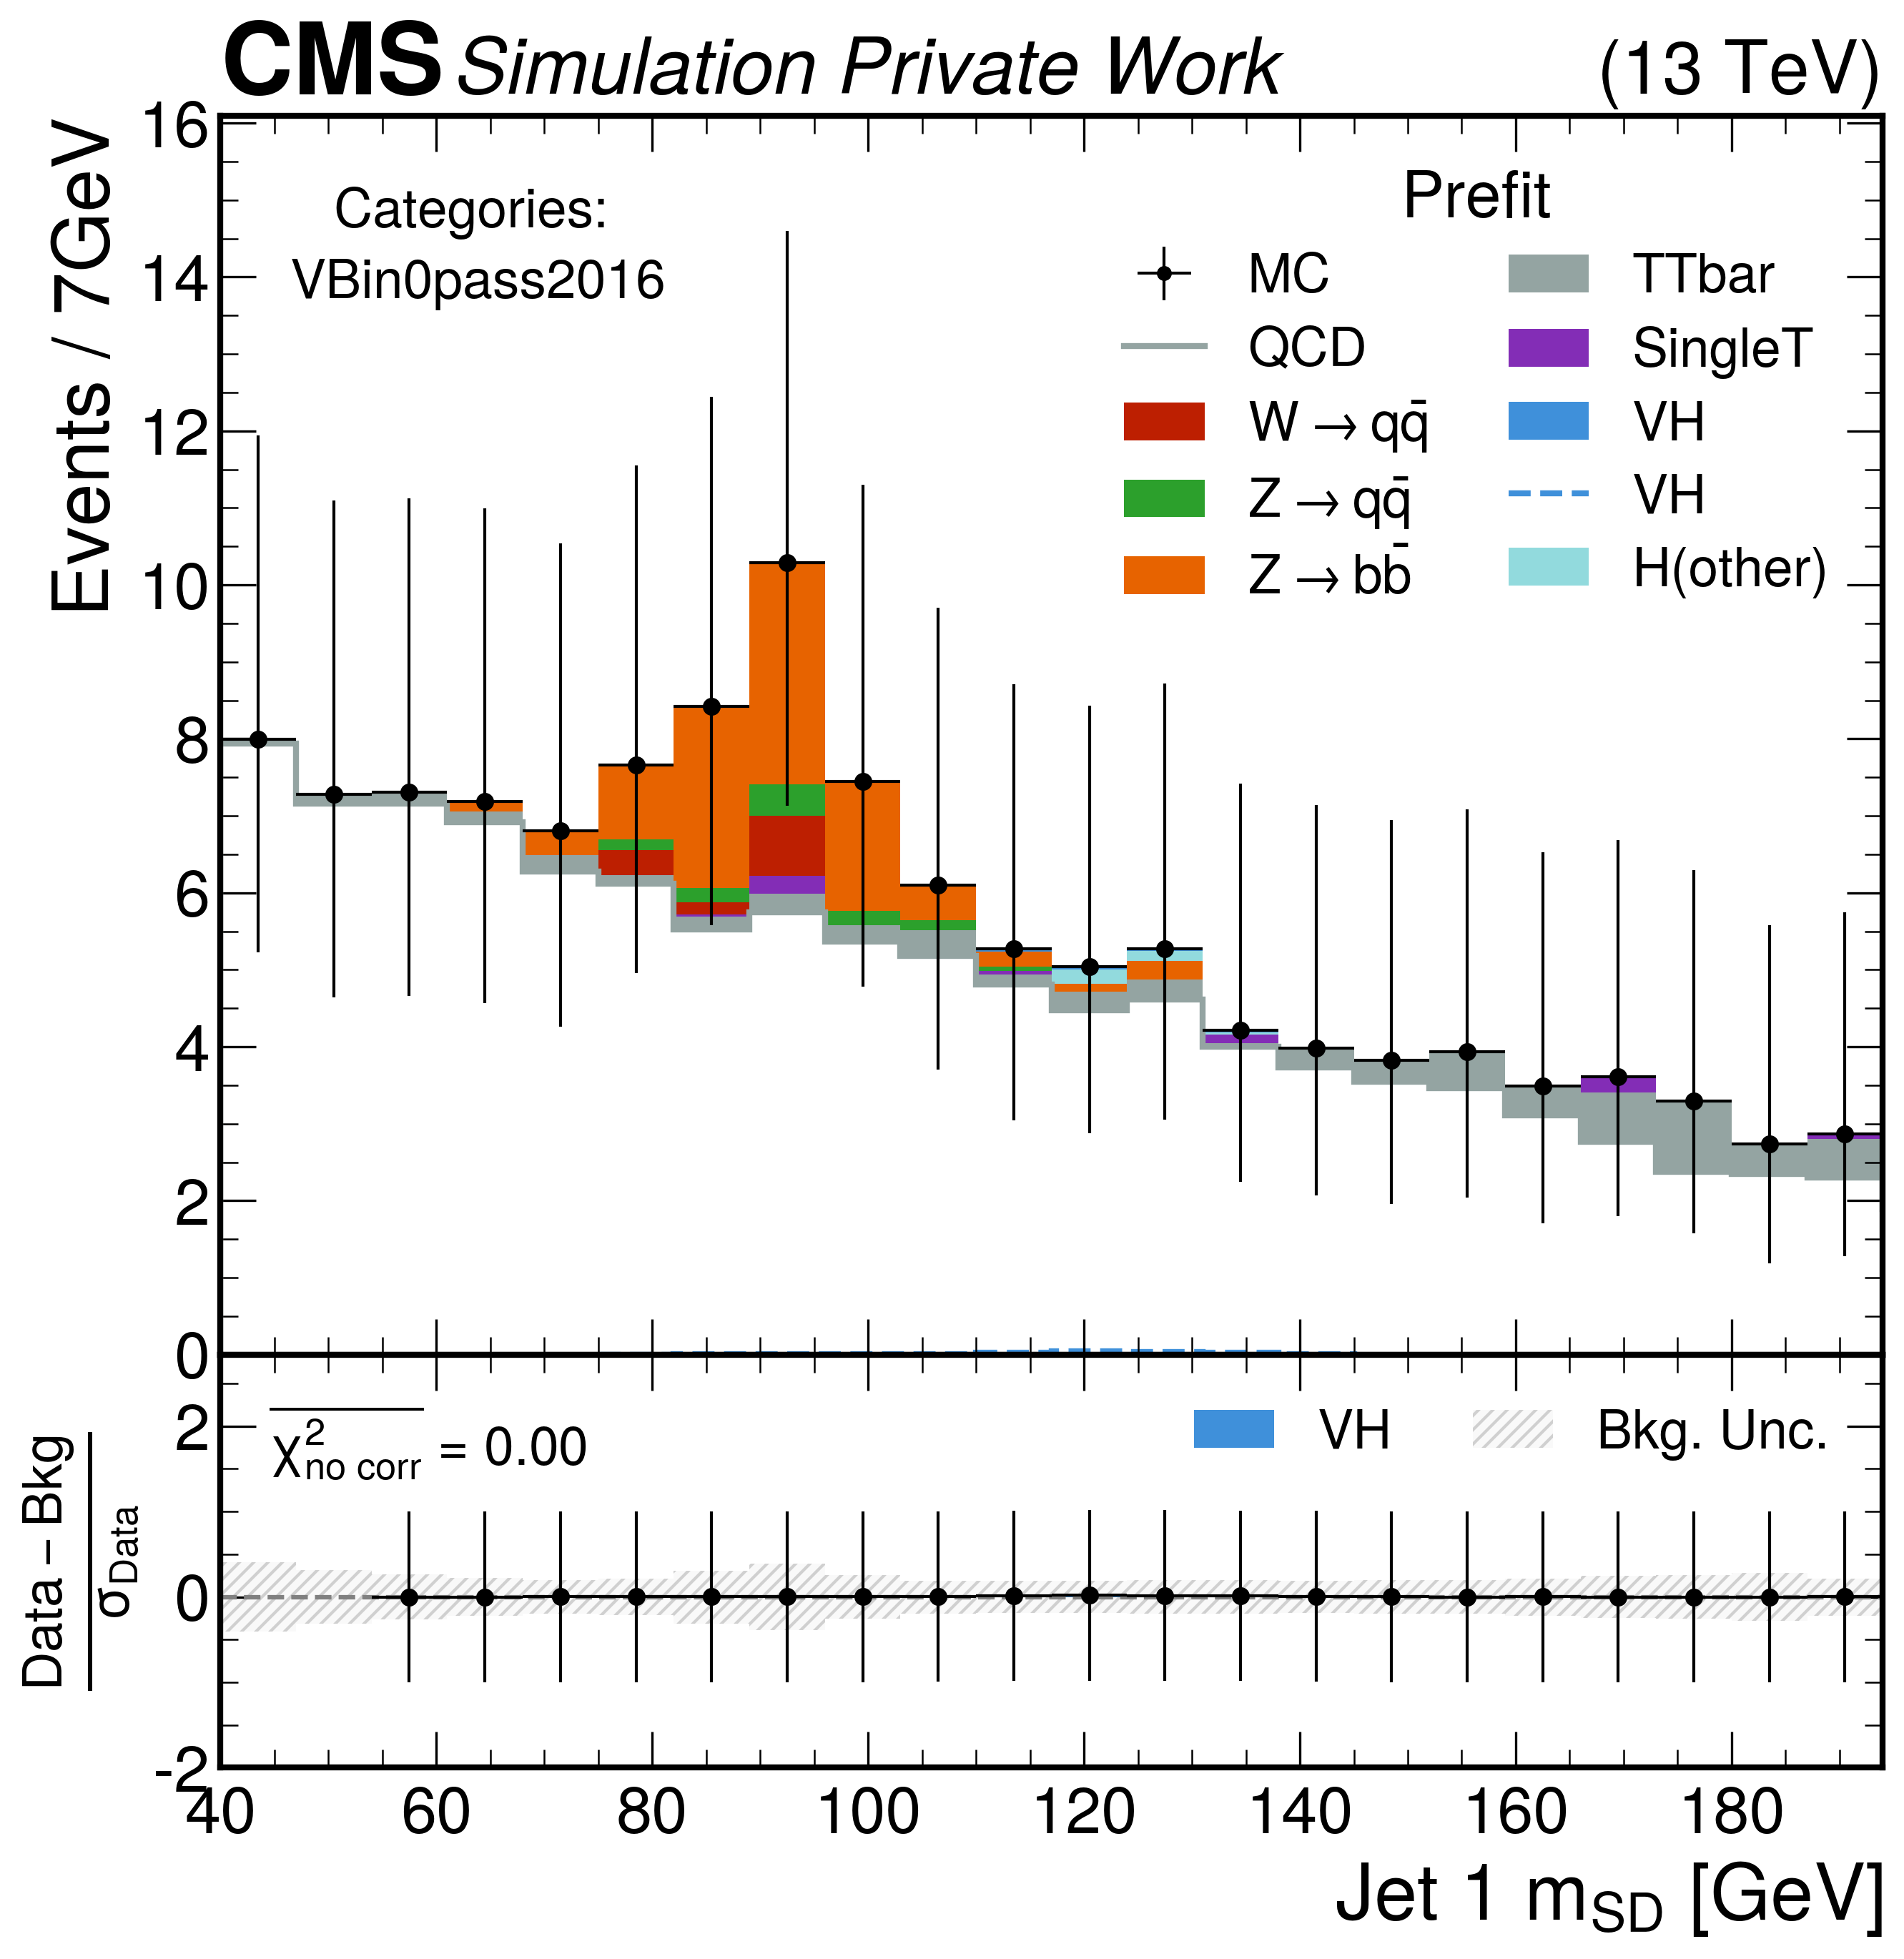 CMS Simulation Private Work (13 TeV)
Events / 7GeV
16
14
12
10
8
6
4
2
0
Categories:
VBin0pass2016
Prefit
MC
QCD
W → qq̄
Z → qq̄
Z → bb̄
TTbar
SingleT
VH
VH
H(other)
Data – Bkg
σData
2
0
-2
χ²no corr = 0.00
VH
Bkg. Unc.
40 60 80 100 120 140 160 180
Jet 1 mSD [GeV]